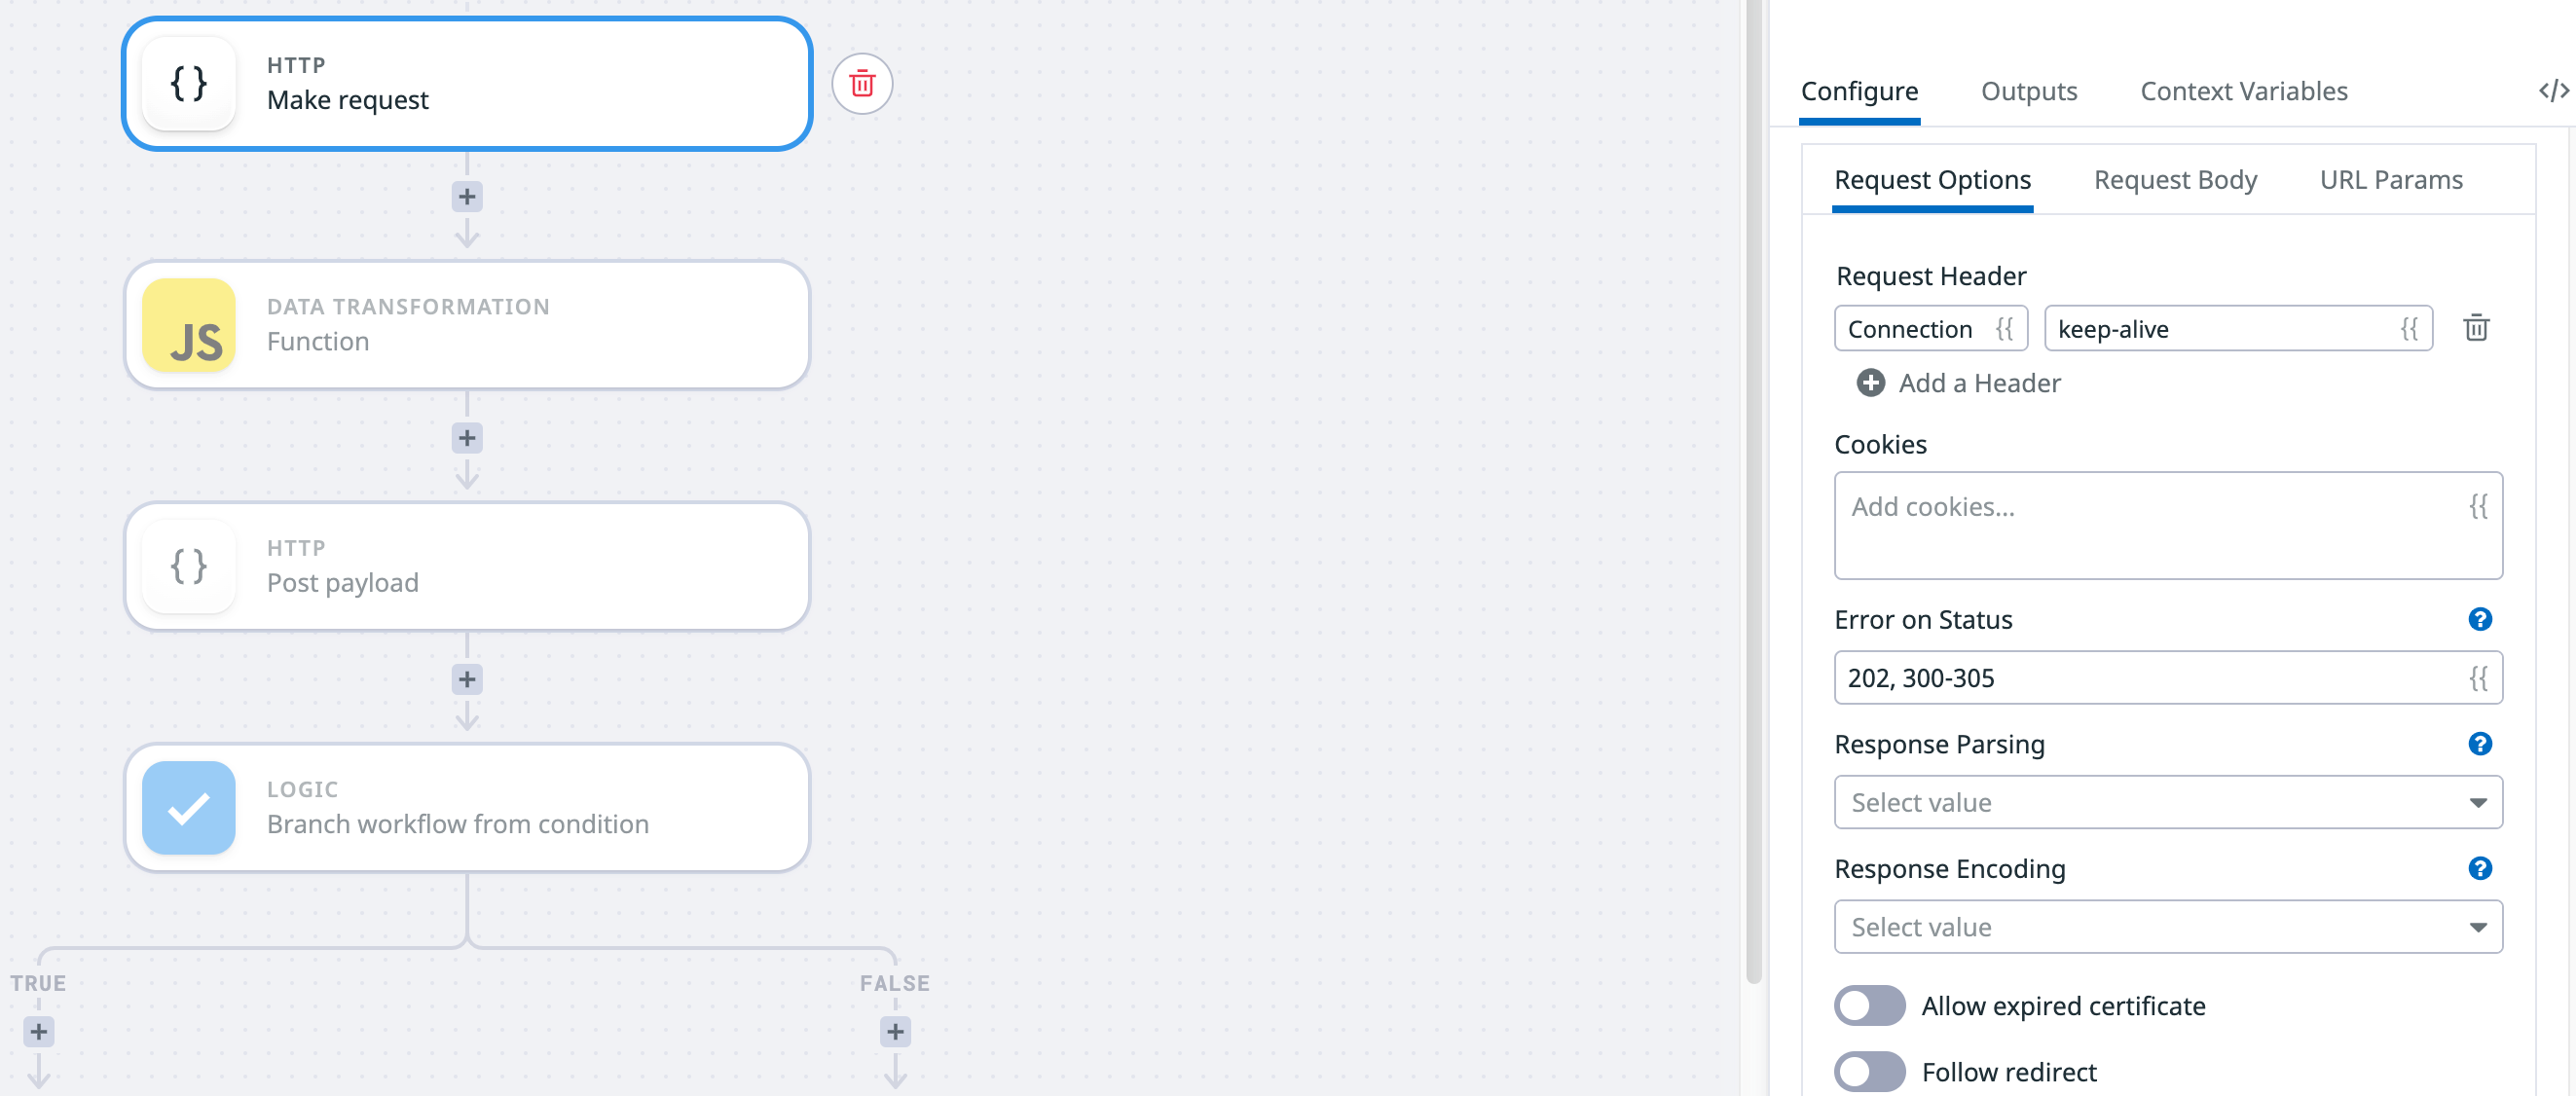 HTTP
Make request
JS
DATA TRANSFORMATION
Function
HTTP
Post payload
LOGIC
Branch workflow from condition
TRUE
FALSE
Configure Outputs Context Variables </>
Request Options Request Body URL Params
Request Header
Connection {{ keep-alive {{
Add a Header
Cookies
Add cookies... {{
Error on Status ?
202, 300-305 {{
Response Parsing ?
Select value
Response Encoding ?
Select value
Allow expired certificate
Follow redirect